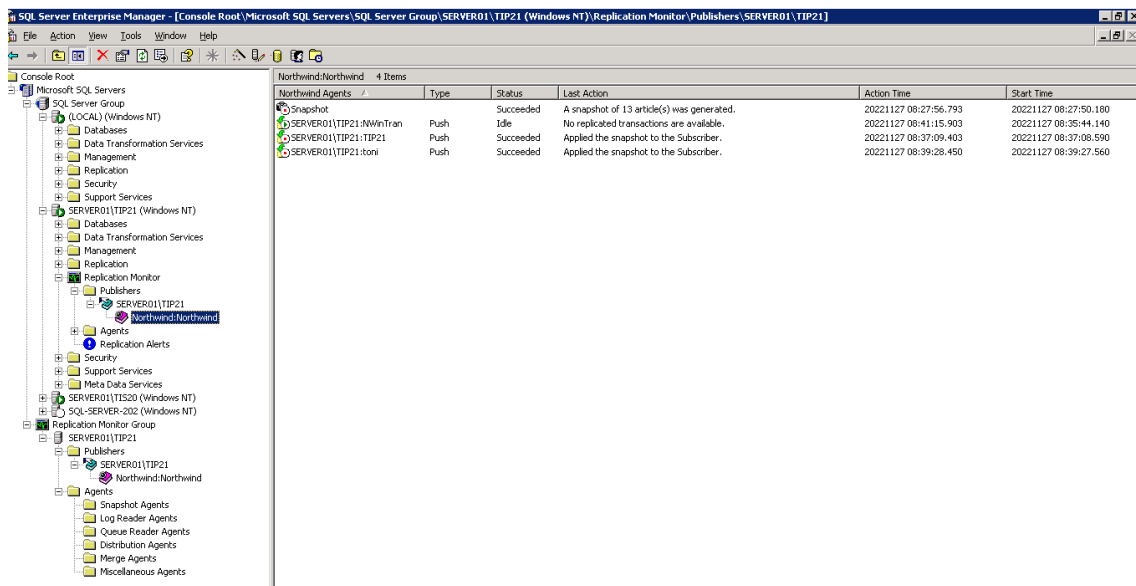 SQL Server Enterprise Manager - [Console Root\Microsoft SQL Servers\SQL Server Group\SERVER01\TIP21 (Windows NT)\Replication Monitor\Publishers\SERVER01\TIP21]
File Action View Tools Window Help
Console Root
Microsoft SQL Servers
SQL Server Group
(LOCAL) (Windows NT)
Databases
Data Transformation Services
Management
Replication
Security
Support Services
SERVER01\TIP21 (Windows NT)
Databases
Data Transformation Services
Management
Replication
Replication Monitor
Publishers
SERVER01\TIP21
Northwind:Northwind
Agents
Replication Alerts
Security
Support Services
Meta Data Services
SERVER01\TIS20 (Windows NT)
SQL-SERVER-202 (Windows NT)
Replication Monitor Group
SERVER01\TIP21
Publishers
SERVER01\TIP21
Northwind:Northwind
Agents
Snapshot Agents
Log Reader Agents
Queue Reader Agents
Distribution Agents
Merge Agents
Miscellaneous Agents
Northwind:Northwind 4 Items
Northwind Agents Type Status Last Action Action Time Start Time
Snapshot Succeeded A snapshot of 13 article(s) was generated. 20221127 08:27:56.793 20221127 08:27:50.180
SERVER01\TIP21:NWinTran Push Idle No replicated transactions are available. 20221127 08:41:15.903 20221127 08:35:44.140
SERVER01\TIP21:TIP21 Push Succeeded Applied the snapshot to the Subscriber. 20221127 08:37:09.403 20221127 08:37:08.590
SERVER01\TIP21:toni Push Succeeded Applied the snapshot to the Subscriber. 20221127 08:39:28.450 20221127 08:39:27.560